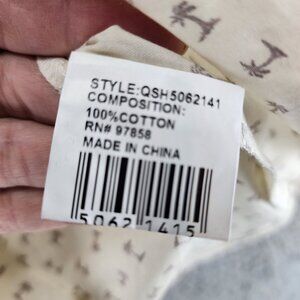 STYLE:QSH5062141
COMPOSITION:
100%COTTON
RN# 97858
MADE IN CHINA
5062 1415